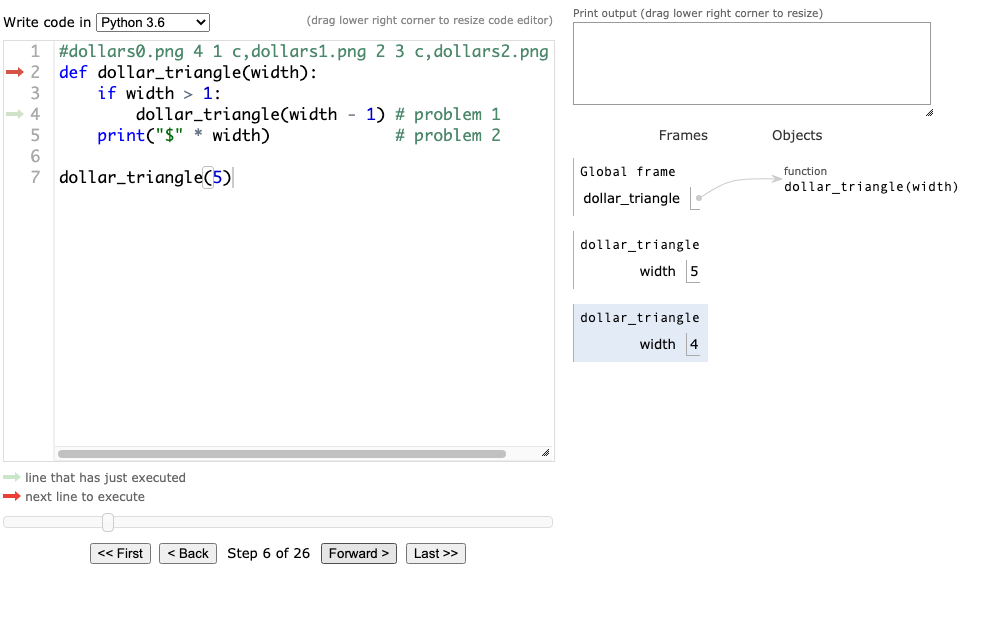 Write code in Python 3.6
(drag lower right corner to resize code editor)
1 #dollars0.png 4 1 c,dollars1.png 2 3 c,dollars2.png
2 def dollar_triangle(width):
3 if width > 1:
4 dollar_triangle(width - 1) # problem 1
5 print("$" * width) # problem 2
6
7 dollar_triangle(5)
line that has just executed
next line to execute
<< First < Back Step 6 of 26 Forward > Last >>
Print output (drag lower right corner to resize)
Frames Objects
Global frame
dollar_triangle
function
dollar_triangle(width)
dollar_triangle
width 5
dollar_triangle
width 4